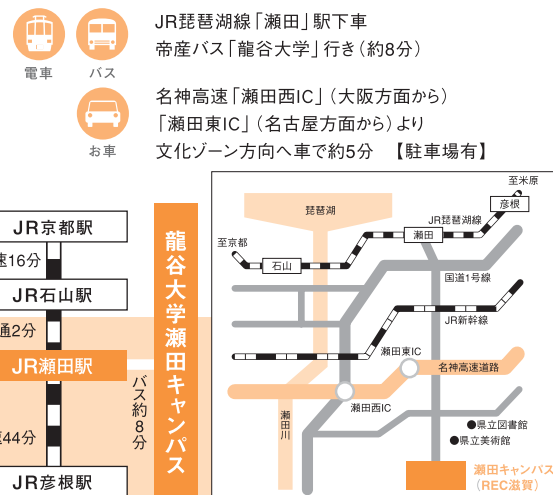 JR琵琶湖線「瀬田」駅下車
帝産バス「龍谷大学」行き（約8分）
電車
バス
名神高速「瀬田西IC」（大阪方面から）
「瀬田東IC」（名古屋方面から）より
文化ゾーン方向へ車で約5分 【駐車場有】
お車
JR京都駅
速16分
JR石山駅
通2分
JR瀬田駅
バス約8分
速44分
JR彦根駅
龍谷大学瀬田キャンパス
至米原
彦根
琵琶湖
JR琵琶湖線
瀬田
至京都
石山
国道1号線
JR新幹線
瀬田東IC
名神高速道路
瀬田西IC
瀬田川
●県立図書館
●県立美術館
瀬田キャンパス
（REC滋賀）